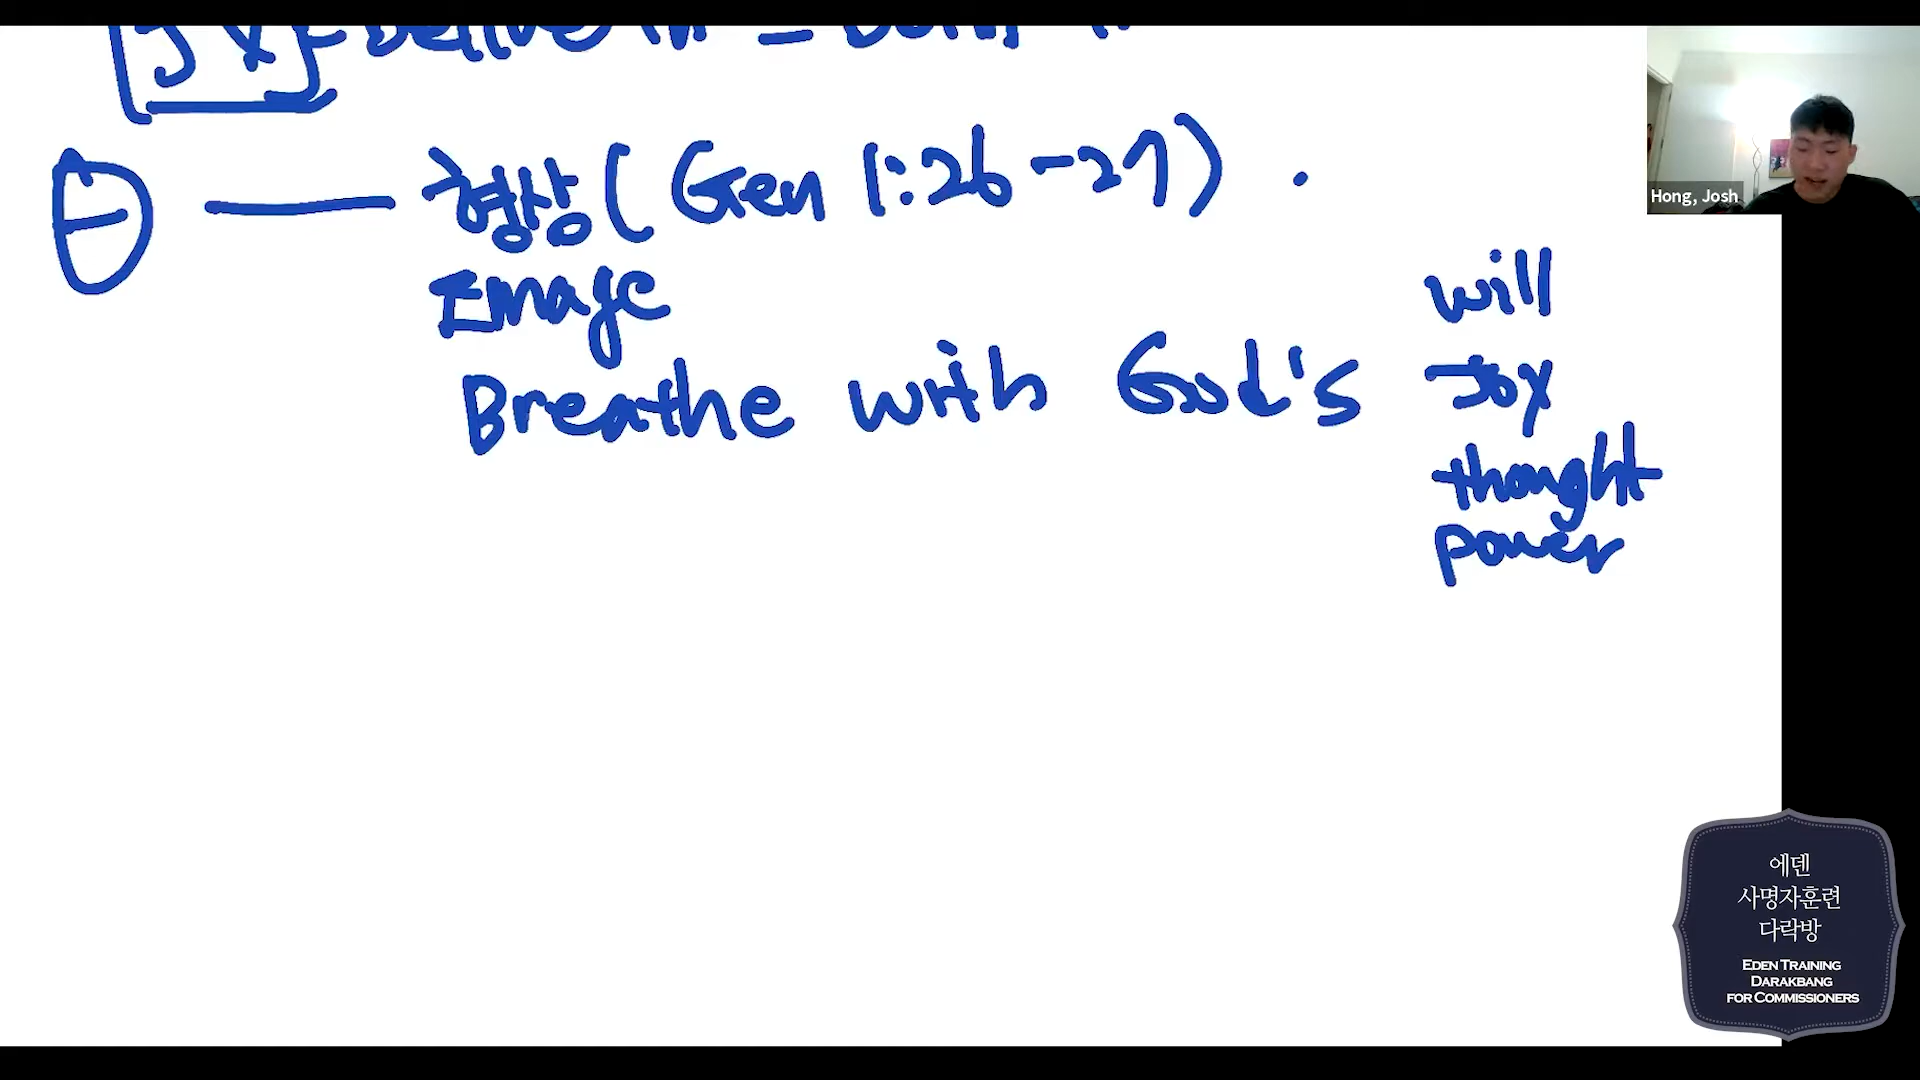 형상 (Gen 1:26-27) .
Image
Breathe with God's
will
Joy
thought
power
Hong, Josh
에덴
사명자훈련
다락방
EDEN TRAINING
DARAKBANG
FOR COMMISSIONERS